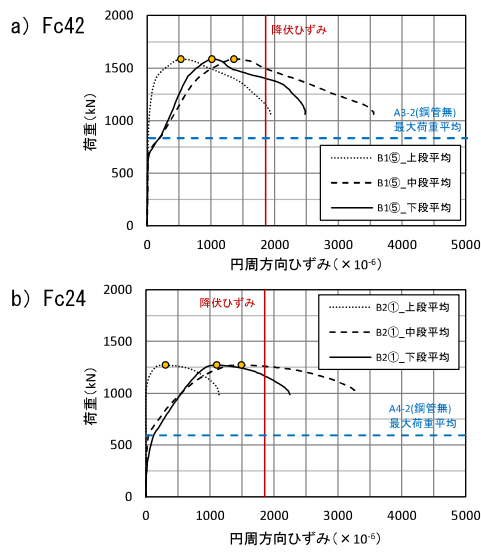 a) Fc42
2000
1500
1000
500
0
荷重(kN)
降伏ひずみ
A3-2(鋼管無)
最大荷重平均
B1⑤_上段平均
B1⑤_中段平均
B1⑤_下段平均
0 1000 2000 3000 4000 5000
円周方向ひずみ(×10⁻⁶)
b) Fc24
2000
1500
1000
500
0
荷重(kN)
降伏ひずみ
B2①_上段平均
B2①_中段平均
B2①_下段平均
A4-2(鋼管無)
最大荷重平均
0 1000 2000 3000 4000 5000
円周方向ひずみ(×10⁻⁶)